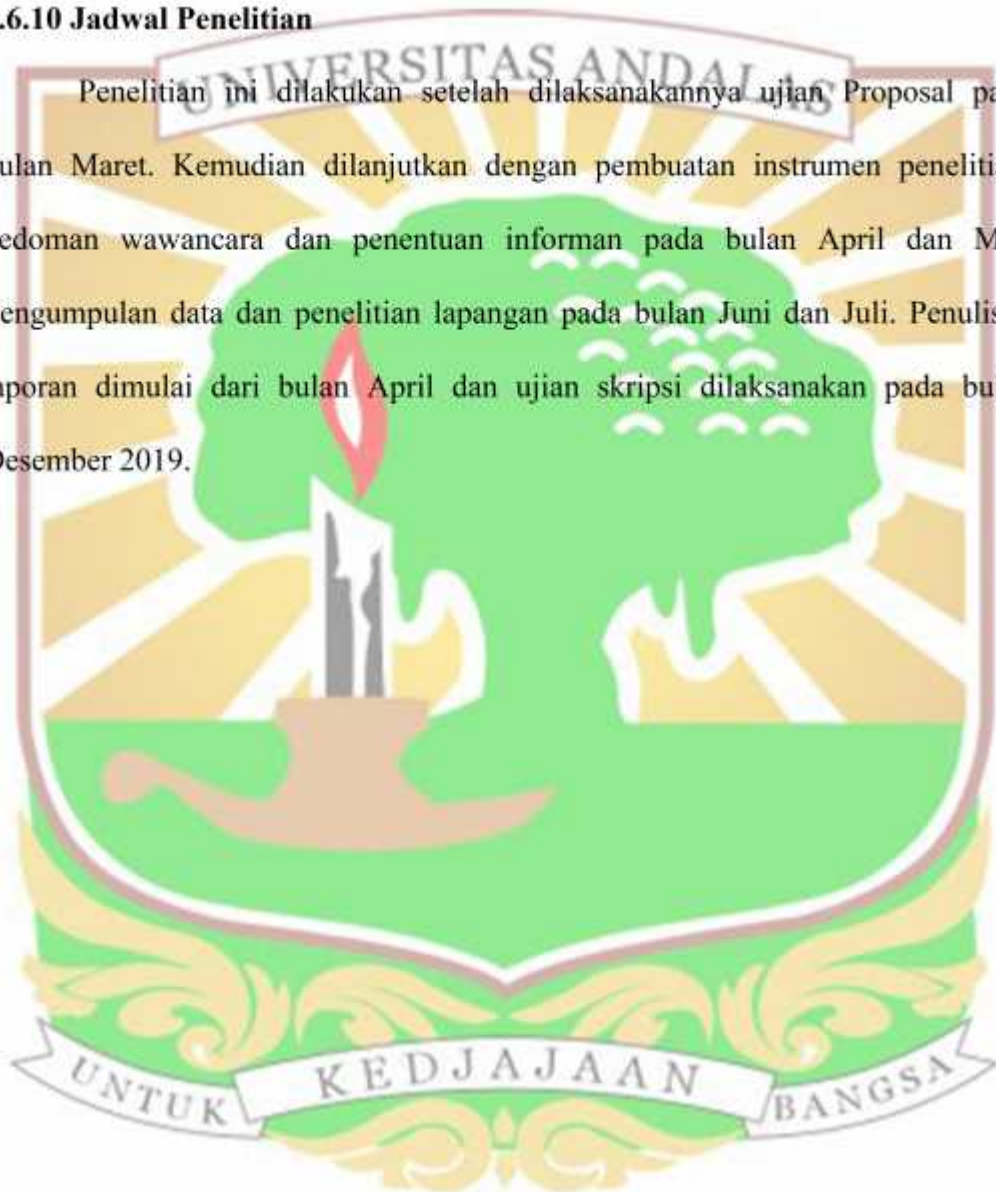 .6.10 Jadwal Penelitian
UNIVERSITAS ANDALAS
Penelitian ini dilakukan setelah dilaksanakannya ujian Proposal pa
ulan Maret. Kemudian dilanjutkan dengan pembuatan instrumen peneliti
edoman wawancara dan penentuan informan pada bulan April dan M
engumpulan data dan penelitian lapangan pada bulan Juni dan Juli. Penulis
aporan dimulai dari bulan April dan ujian skripsi dilaksanakan pada bu
Desember 2019.
UNTUK KEDJAJAAN BANGSA